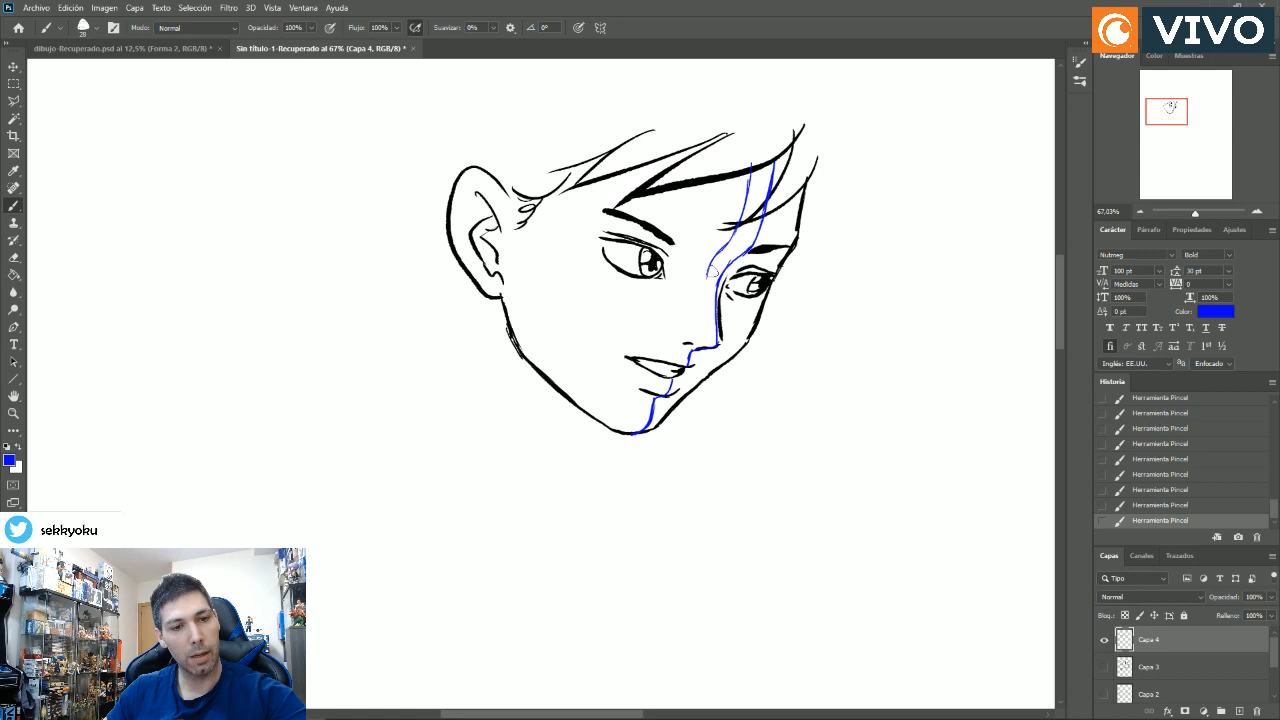 Archivo Edición Imagen Capa Texto Selección Filtro 3D Vista Ventana Ayuda
VIVO
Modo: Normal Opacidad: 100% Flujo: 100% Suavizar: 0% 0°
28
dibujo-Recuperado.psd al 12,5% (Forma 2, RGB/8) * ×
Sin título-1-Recuperado al 67% (Capa 4, RGB/8) * ×
Navegador Color Muestras
67,03%
Carácter Párrafo Propiedades Ajustes
Nutmeg Bold
100 pt 30 pt
Medidas 0
100% 100%
0 pt Color:
Inglés: EE.UU. Enfocado
Historia
Herramienta Pincel
Herramienta Pincel
Herramienta Pincel
Herramienta Pincel
Herramienta Pincel
Herramienta Pincel
Herramienta Pincel
Herramienta Pincel
Herramienta Pincel
sekkyoku
Capas Canales Trazados
Tipo
Normal Opacidad: 100%
Bloq.: Relleno: 100%
Capa 4
Capa 3
Capa 2